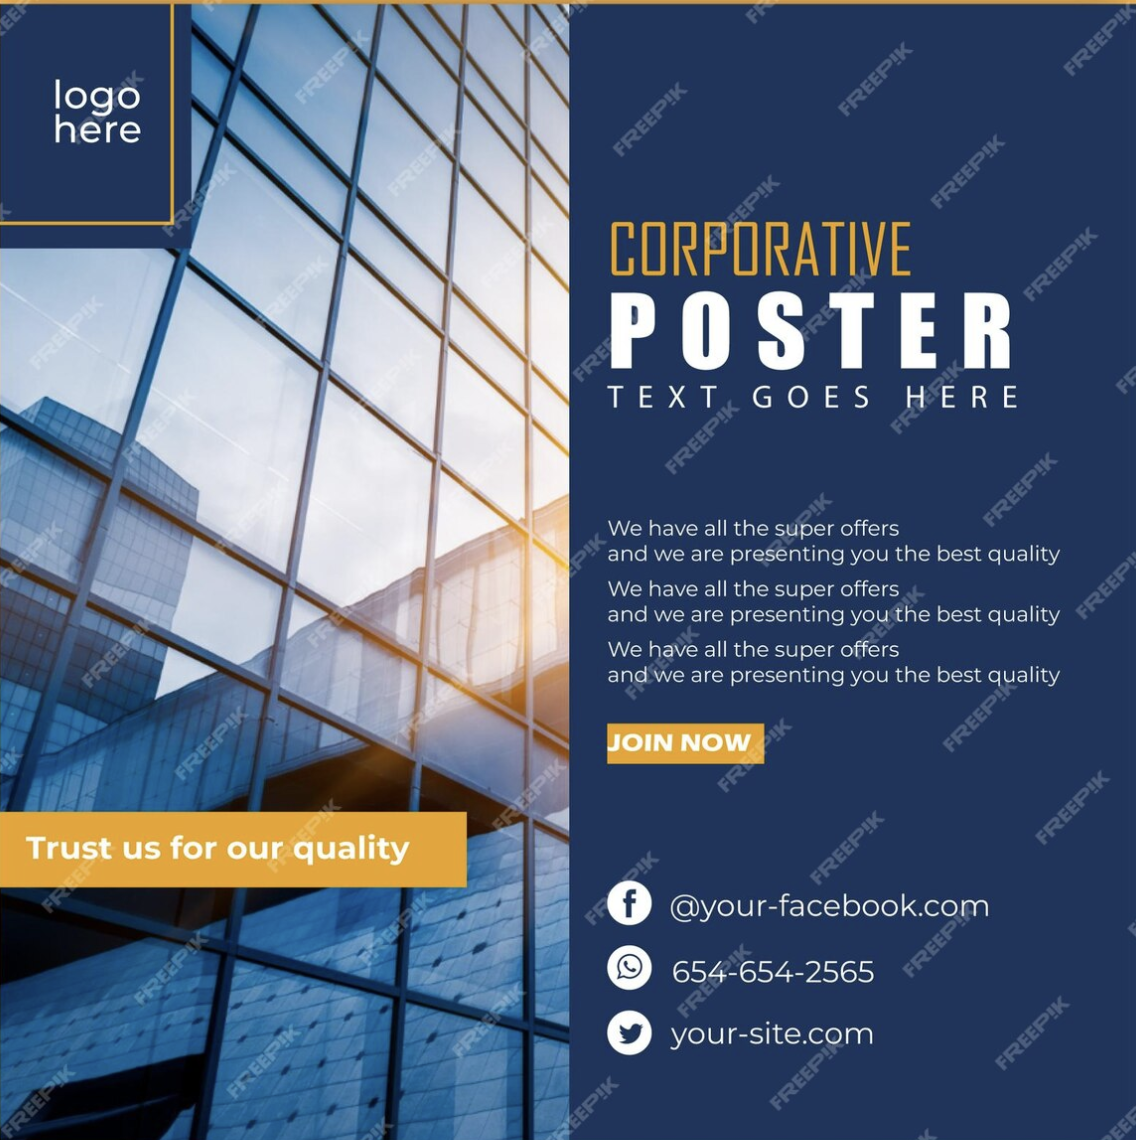 logo
here
CORPORATIVE
POSTER
TEXT GOES HERE
We have all the super offers
and we are presenting you the best quality
We have all the super offers
and we are presenting you the best quality
We have all the super offers
and we are presenting you the best quality
JOIN NOW
Trust us for our quality
@your-facebook.com
654-654-2565
your-site.com
FREEPIK